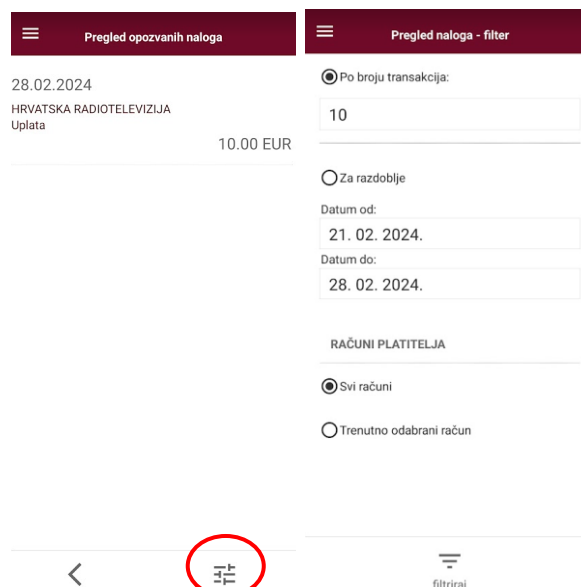 Pregled opozvanih naloga
28.02.2024
HRVATSKA RADIOTELEVIZIJA
Uplata
10.00 EUR
Pregled naloga - filter
Po broju transakcija:
10
Za razdoblje
Datum od:
21. 02. 2024.
Datum do:
28. 02. 2024.
RAČUNI PLATITELJA
Svi računi
Trenutno odabrani račun
filtriraj